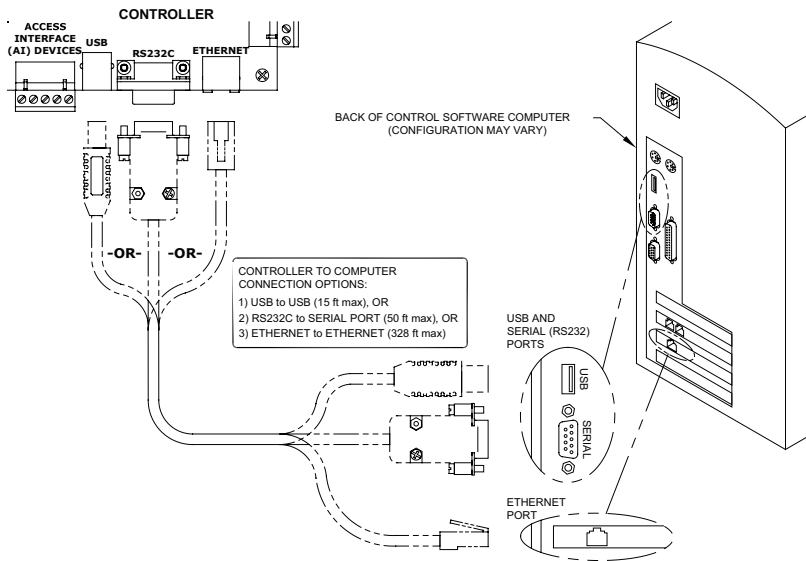 CONTROLLER
ACCESS
INTERFACE
(AI) DEVICES
USB
RS232C
ETHERNET
BACK OF CONTROL SOFTWARE COMPUTER
(CONFIGURATION MAY VARY)
-OR-
-OR-
CONTROLLER TO COMPUTER
CONNECTION OPTIONS:
1) USB to USB (15 ft max), OR
2) RS232C to SERIAL PORT (50 ft max), OR
3) ETHERNET to ETHERNET (328 ft max)
USB AND
SERIAL (RS232)
PORTS
USB
SERIAL
ETHERNET
PORT